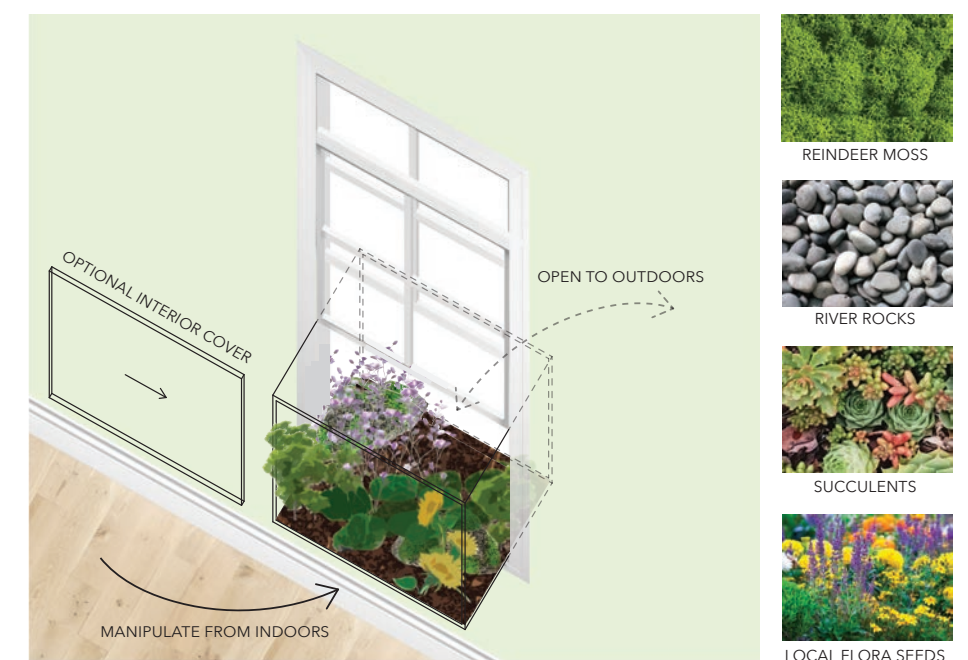 OPTIONAL INTERIOR COVER
OPEN TO OUTDOORS
MANIPULATE FROM INDOORS
REINDEER MOSS
RIVER ROCKS
SUCCULENTS
LOCAL FLORA SEEDS